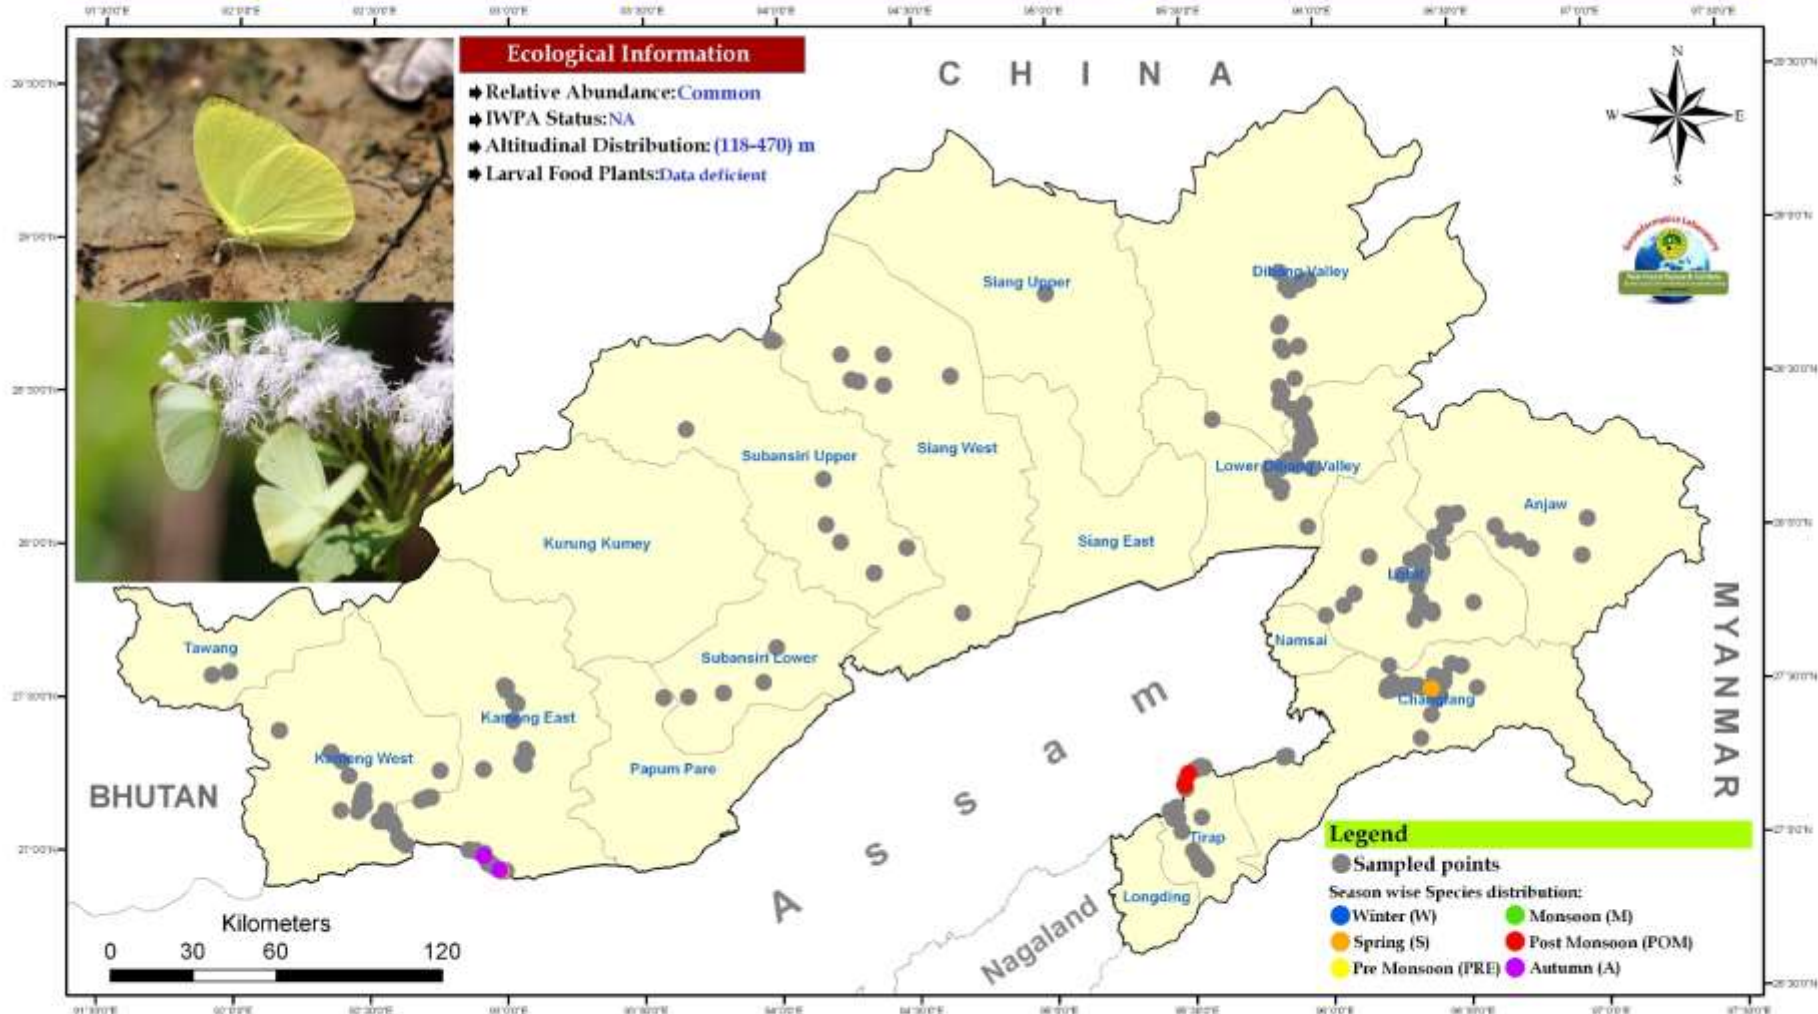 Ecological Information
Relative Abundance: Common
IWPA Status: NA
Altitudinal Distribution: (118-470) m
Larval Food Plants: Data deficient
C H I N A
N
W
E
S
Siang Upper
Dibang Valley
Subansiri Upper
Siang West
Lower Dibang Valley
Anjaw
Kurung Kumey
Siang East
Lohit
Tawang
Namsai
Subansiri Lower
Kameng East
Changlang
Kameng West
Papum Pare
BHUTAN
MYANMAR
Assam
Tirap
Longding
Nagaland
Kilometers
0 30 60 120
Legend
Sampled points
Season wise Species distribution:
Winter (W)
Monsoon (M)
Spring (S)
Post Monsoon (POM)
Pre Monsoon (PRE)
Autumn (A)